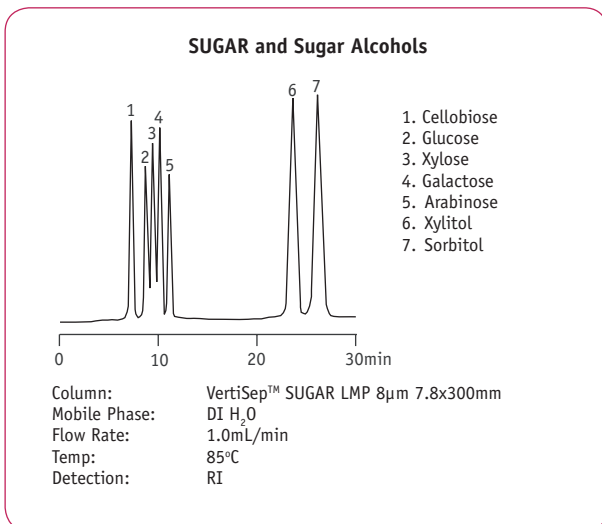 SUGAR and Sugar Alcohols
1
2
3
4
5
6
7
1. Cellobiose
2. Glucose
3. Xylose
4. Galactose
5. Arabinose
6. Xylitol
7. Sorbitol
0 10 20 30min
Column: VertiSep™ SUGAR LMP 8µm 7.8x300mm
Mobile Phase: DI H₂O
Flow Rate: 1.0mL/min
Temp: 85°C
Detection: RI